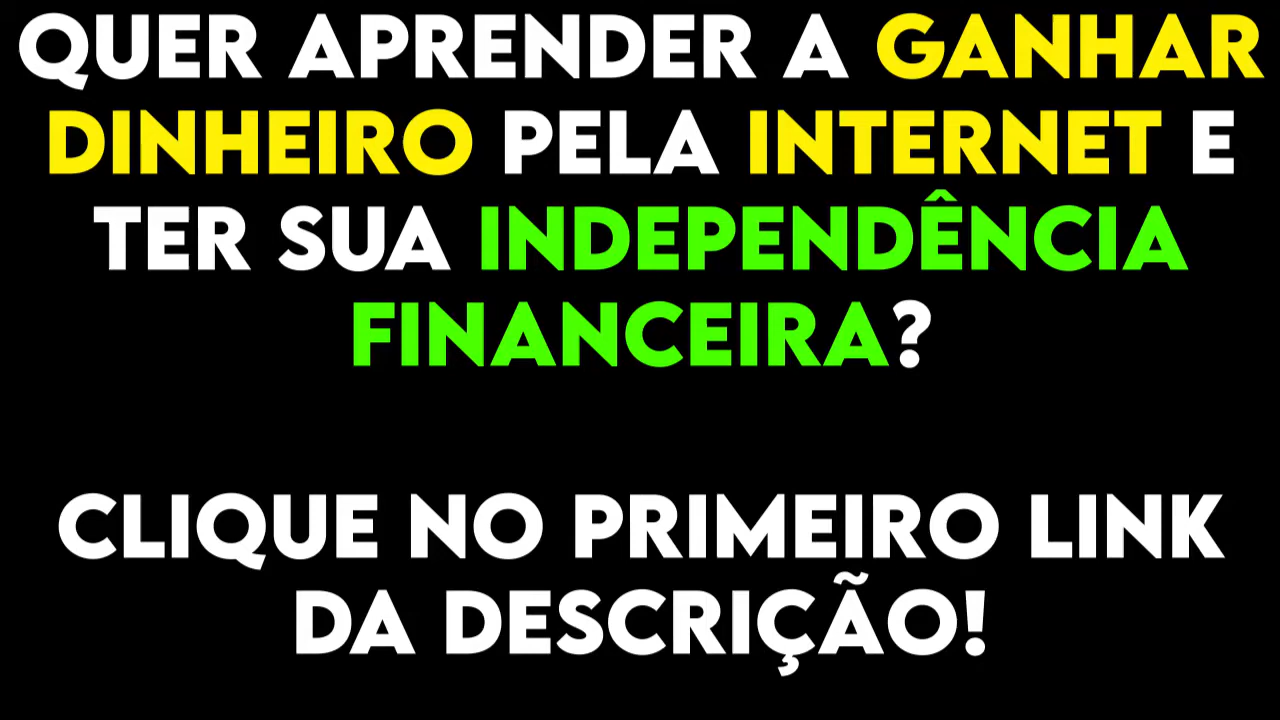 QUER APRENDER A GANHAR
DINHEIRO PELA INTERNET E
TER SUA INDEPENDÊNCIA
FINANCEIRA?
CLIQUE NO PRIMEIRO LINK
DA DESCRIÇÃO!